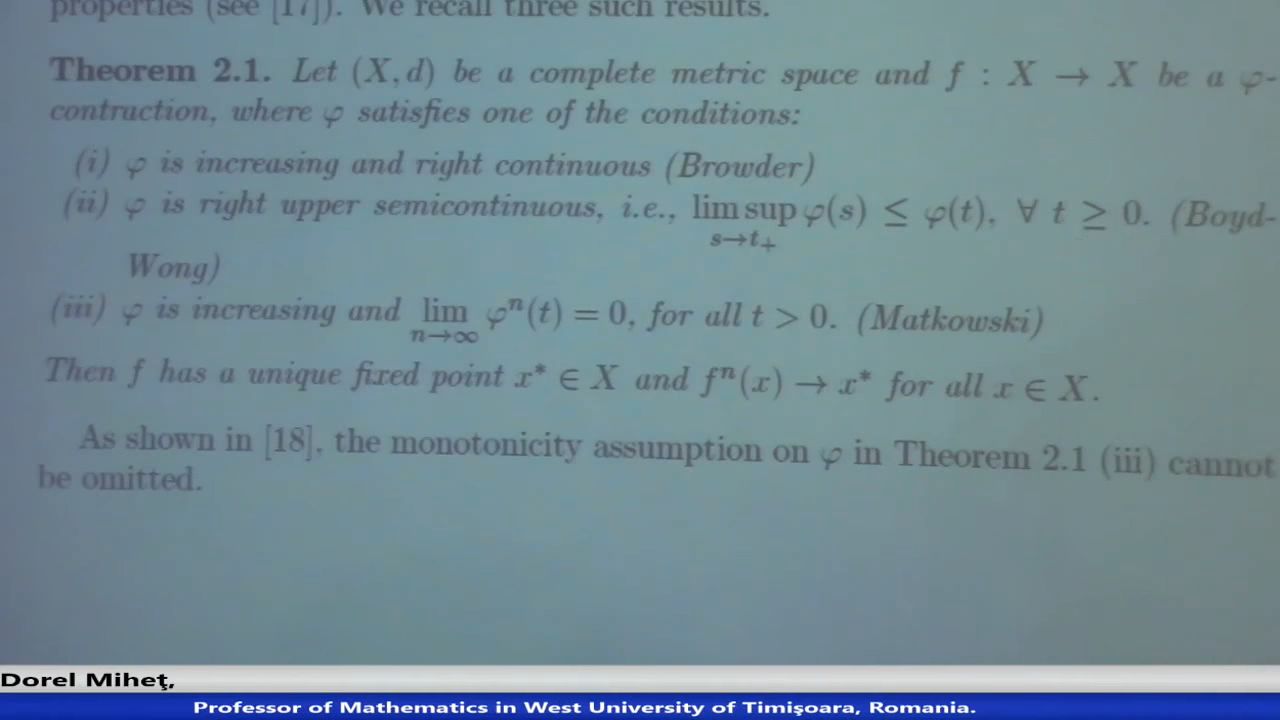 properties (see [17]). We recall three such results.
Theorem 2.1. Let (X, d) be a complete metric space and f : X → X be a φ-
contruction, where φ satisfies one of the conditions:
(i) φ is increasing and right continuous (Browder)
(ii) φ is right upper semicontinuous, i.e., lim sup φ(s) ≤ φ(t), ∀ t ≥ 0. (Boyd-
s→t₊
Wong)
(iii) φ is increasing and lim φⁿ(t) = 0, for all t > 0. (Matkowski)
n→∞
Then f has a unique fixed point x* ∈ X and fⁿ(x) → x* for all x ∈ X.
As shown in [18], the monotonicity assumption on φ in Theorem 2.1 (iii) cannot
be omitted.
Dorel Miheţ,
Professor of Mathematics in West University of Timişoara, Romania.